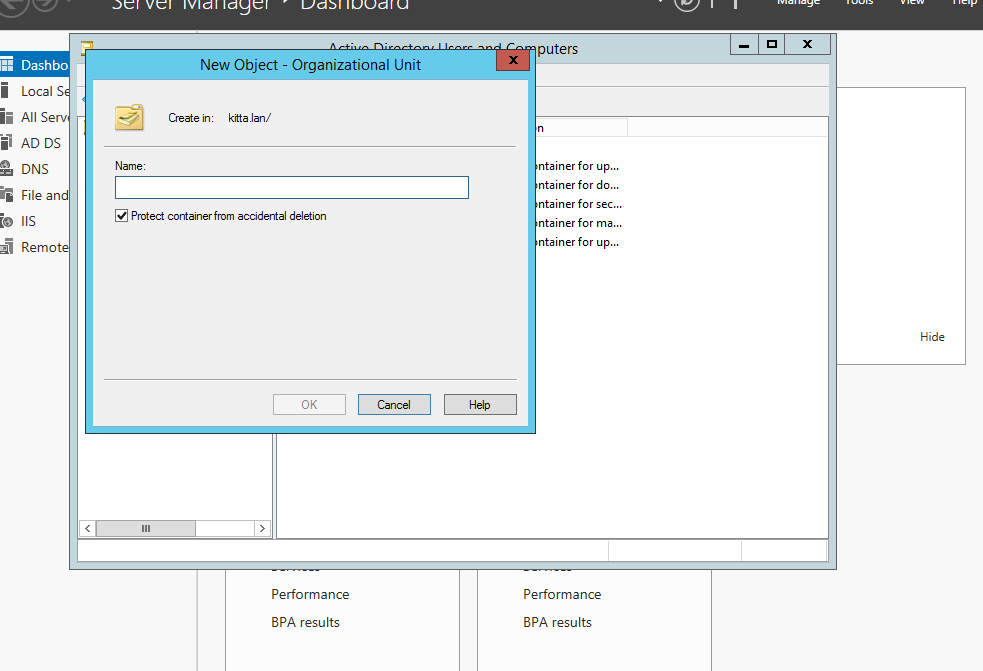 Server Manager · Dashboard
Manage Tools View Help
Active Directory Users and Computers
New Object - Organizational Unit
Dashbo
Local Se
All Serve
AD DS
DNS
File and
IIS
Remote
Create in: kitta.lan/
Name:
Protect container from accidental deletion
OK Cancel Help
on
ontainer for up...
ontainer for do...
ontainer for sec...
ontainer for ma...
ontainer for up...
Hide
Services Services
Performance Performance
BPA results BPA results